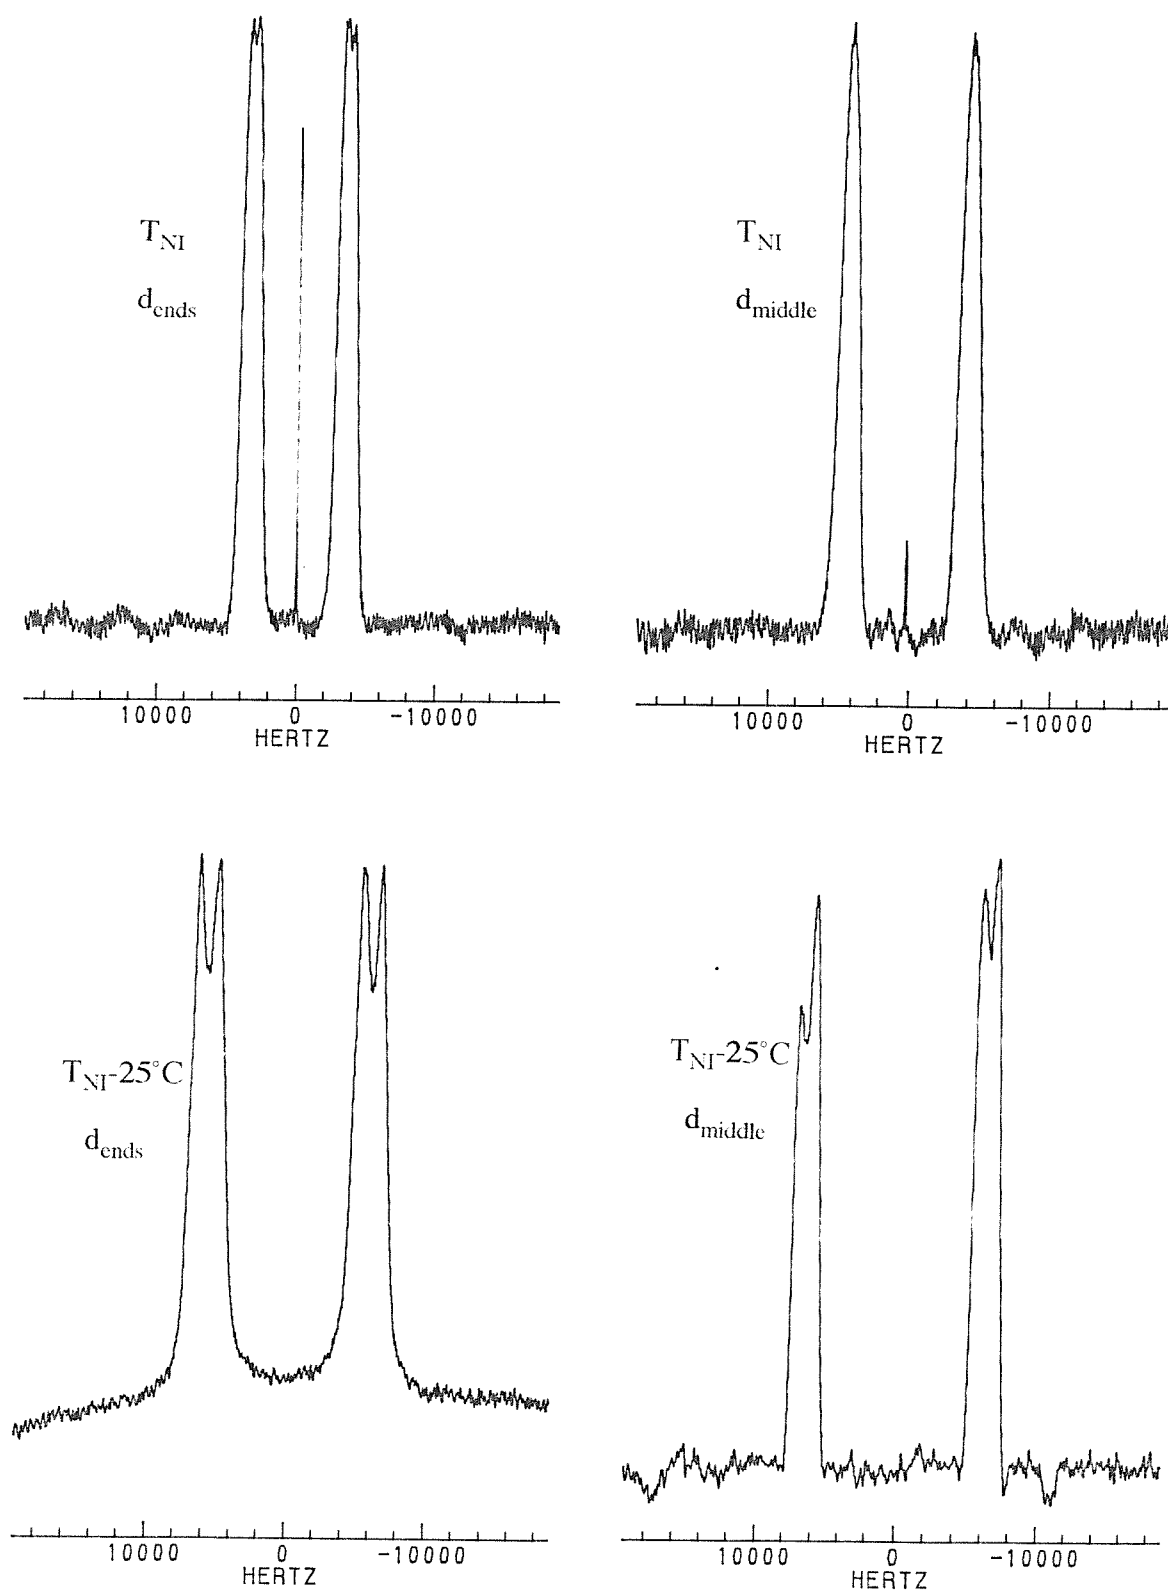 T_NI
d_ends
10000 0 -10000
HERTZ
T_NI
d_middle
10000 0 -10000
HERTZ
T_NI-25°C
d_ends
10000 0 -10000
HERTZ
T_NI-25°C
d_middle
10000 0 -10000
HERTZ